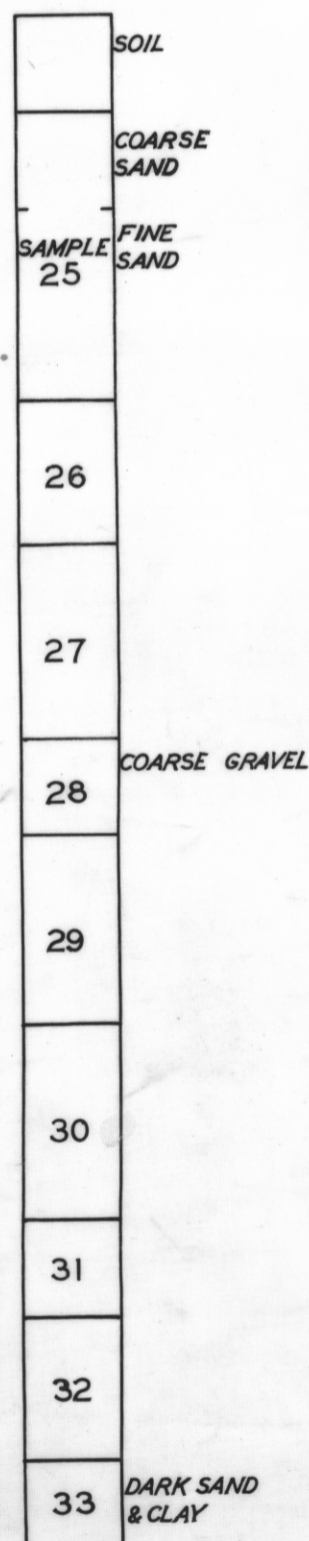 SOIL
COARSE
SAND
SAMPLE
25
FINE
SAND
26
27
COARSE GRAVEL
28
29
30
31
32
33
DARK SAND
& CLAY